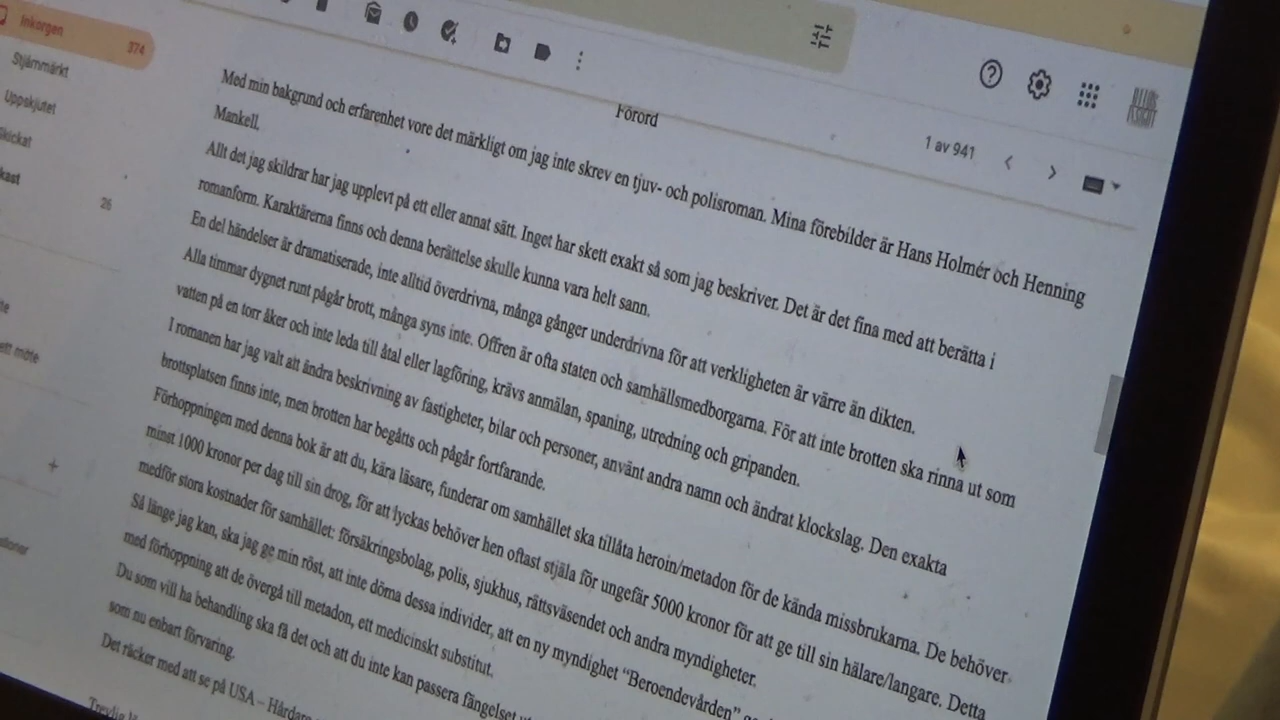 Inkorgen 374
Stjärnmärkt
Uppskjutet
Skickat
kast
26
ett möte
1 av 941
Förord
Med min bakgrund och erfarenhet vore det märkligt om jag inte skrev en tjuv- och polisroman. Mina förebilder är Hans Holmér och Henning
Mankell.
Allt det jag skildrar har jag upplevt på ett eller annat sätt. Inget har skett exakt så som jag beskriver. Det är det fina med att berätta i
romanform. Karaktärerna finns och denna berättelse skulle kunna vara helt sann.
En del händelser är dramatiserade, inte alltid överdrivna, många gånger underdrivna för att verkligheten är värre än dikten.
Alla timmar dygnet runt pågår brott, många syns inte. Offren är ofta staten och samhällsmedborgarna. För att inte brotten ska rinna ut som
vatten på en torr åker och inte leda till åtal eller lagföring, krävs anmälan, spaning, utredning och gripanden.
I romanen har jag valt att ändra beskrivning av fastigheter, bilar och personer, använt andra namn och ändrat klockslag. Den exakta
brottsplatsen finns inte, men brotten har begåtts och pågår fortfarande.
Förhoppningen med denna bok är att du, kära läsare, funderar om samhället ska tillåta heroin/metadon för de kända missbrukarna. De behöver
minst 1000 kronor per dag till sin drog, för att lyckas behöver hen oftast stjäla för ungefär 5000 kronor för att ge till sin hälare/langare. Detta
medför stora kostnader för samhället: försäkringsbolag, polis, sjukhus, rättsväsendet och andra myndigheter.
Så länge jag kan, ska jag ge min röst, att inte döma dessa individer, att en ny myndighet “Beroendevården”
med förhoppning att de övergå till metadon, ett medicinskt substitut.
Du som vill ha behandling ska få det och att du inte kan passera fängelset
som nu enbart förvaring.
Det räcker med att se på USA – Hårdare
Trevlig